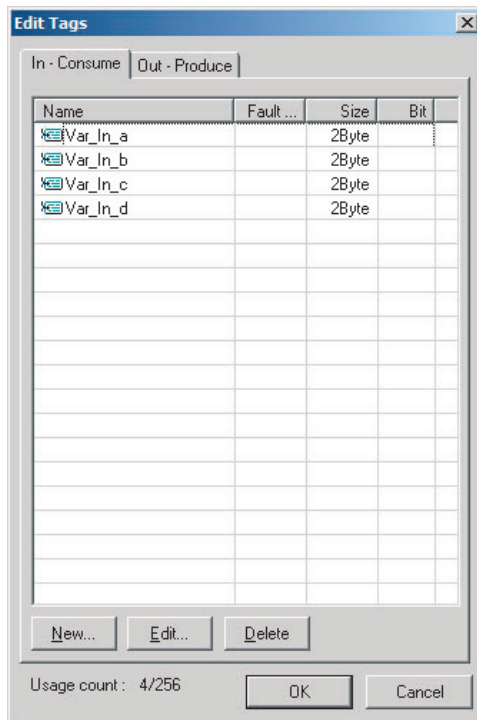 Edit Tags
In - Consume Out - Produce
Name Fault ... Size Bit
Var_In_a 2Byte
Var_In_b 2Byte
Var_In_c 2Byte
Var_In_d 2Byte
New... Edit... Delete
Usage count : 4/256 OK Cancel